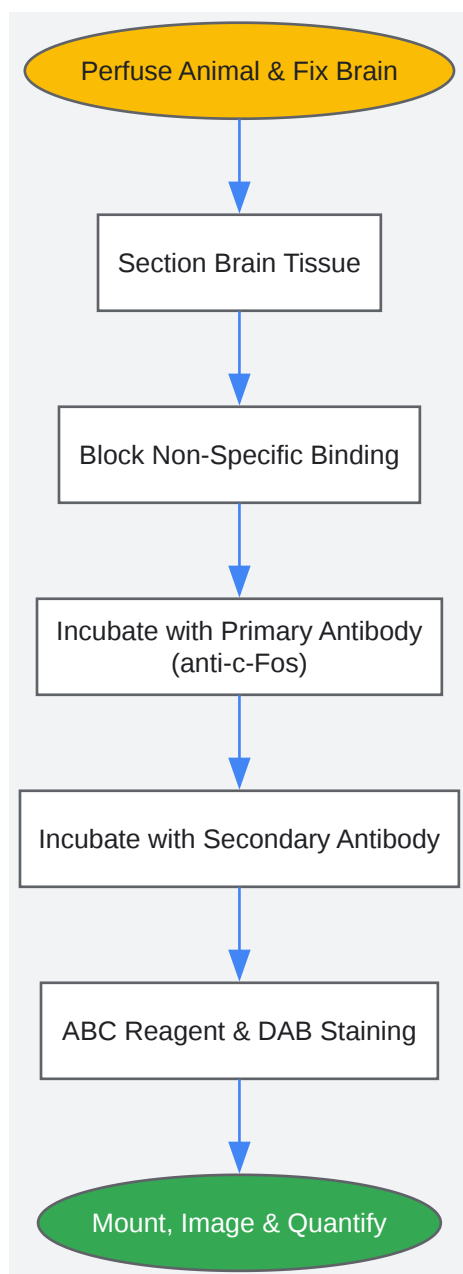 Perfuse Animal & Fix Brain
Section Brain Tissue
Block Non-Specific Binding
Incubate with Primary Antibody
(anti-c-Fos)
Incubate with Secondary Antibody
ABC Reagent & DAB Staining
Mount, Image & Quantify